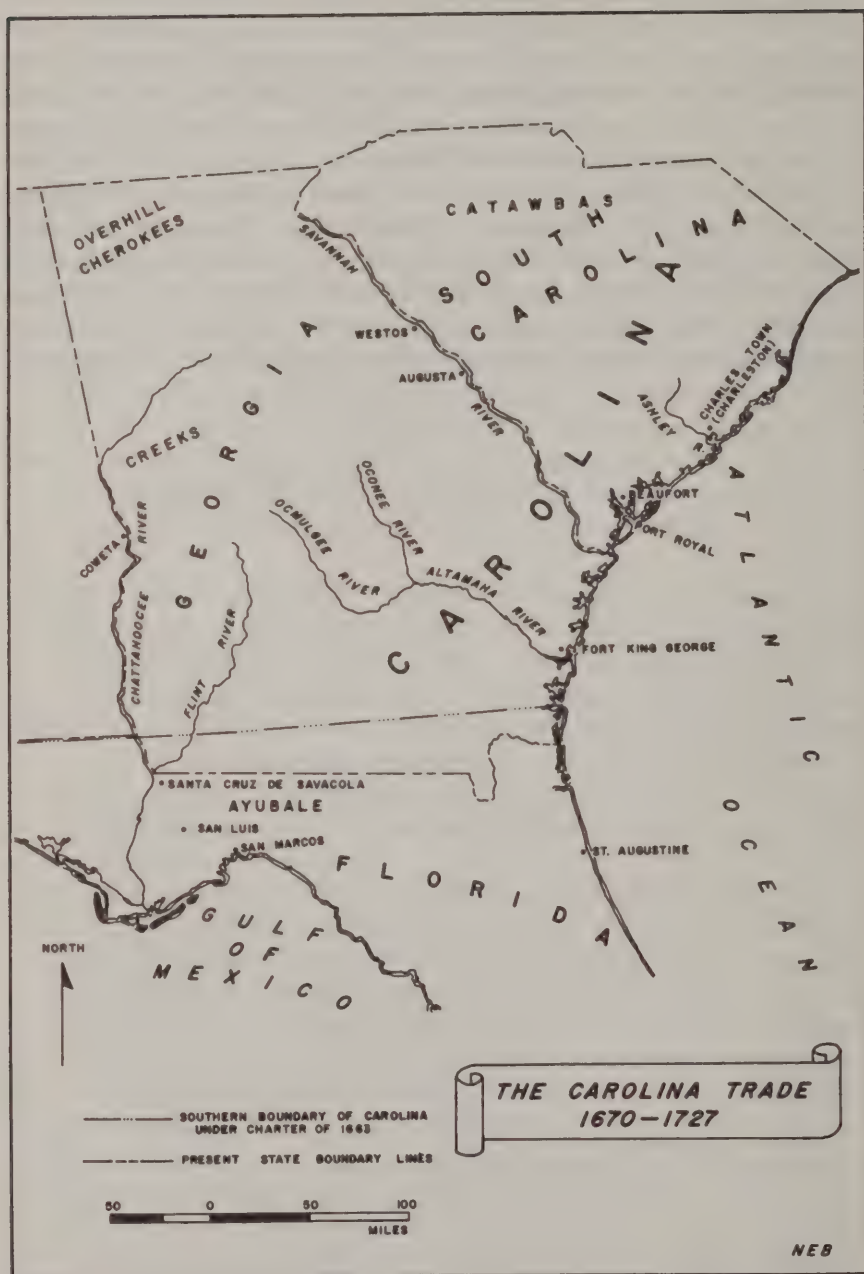 OVERHILL
CHEROKEES
CATAWBAS
SOUTH
CAROLINA
SAVANNAH
RIVER
WESTOS
AUGUSTA
CHARLES TOWN
(CHARLESTON)
ASHLEY
R.
GEORGIA
CREEKS
CAROLINA
OCONEE RIVER
OCMULGEE
RIVER
ALTAMAHA
RIVER
BEAUFORT
PORT ROYAL
ATLANTIC
OCEAN
COWETA
CHATTAHOOCEE
RIVER
FLINT
RIVER
FORT KING GEORGE
SANTA CRUZ DE SAVACOLA
AYUBALE
SAN LUIS
SAN MARCOS
ST. AUGUSTINE
FLORIDA
GULF
OF
MEXICO
NORTH
THE CAROLINA TRADE
1670-1727
SOUTHERN BOUNDARY OF CAROLINA
UNDER CHARTER OF 1663
PRESENT STATE BOUNDARY LINES
50 0 50 100
MILES
NEB